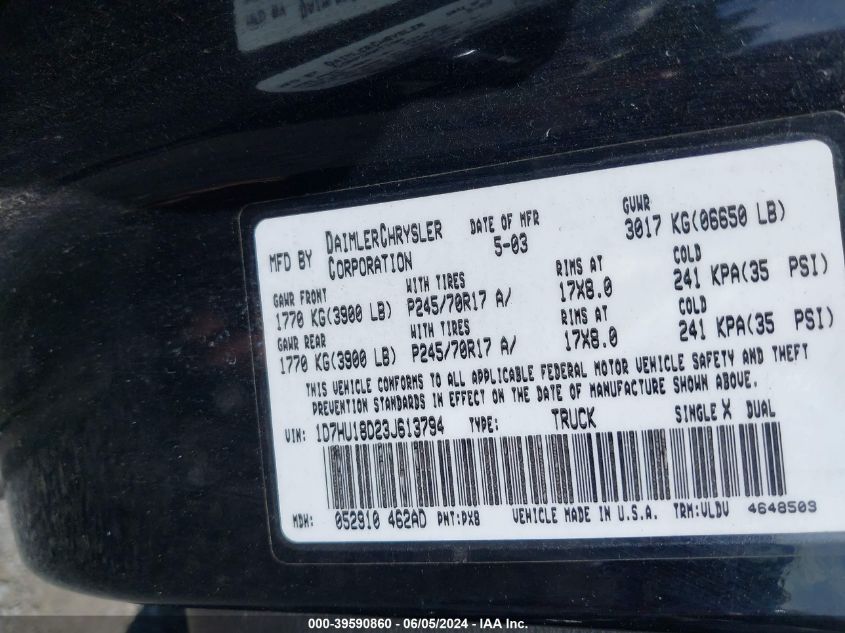 MFD BY DAIMLERCHRYSLER CORPORATION DATE OF MFR 5-03 GVWR 3017 KG(06650 LB)
GAWR FRONT WITH TIRES RIMS AT COLD
1770 KG(3900 LB) P245/70R17 A/ 17X8.0 241 KPA(35 PSI)
GAWR REAR WITH TIRES RIMS AT COLD
1770 KG(3900 LB) P245/70R17 A/ 17X8.0 241 KPA(35 PSI)
THIS VEHICLE CONFORMS TO ALL APPLICABLE FEDERAL MOTOR VEHICLE SAFETY AND THEFT
PREVENTION STANDARDS IN EFFECT ON THE DATE OF MANUFACTURE SHOWN ABOVE.
VIN: 1D7HU18D23J613794 TYPE: TRUCK SINGLE X DUAL
MDH: 052910 462AD PNT:PX8 VEHICLE MADE IN U.S.A. TRM:VLDV 4648503
000-39590860 - 06/05/2024 - IAA Inc.